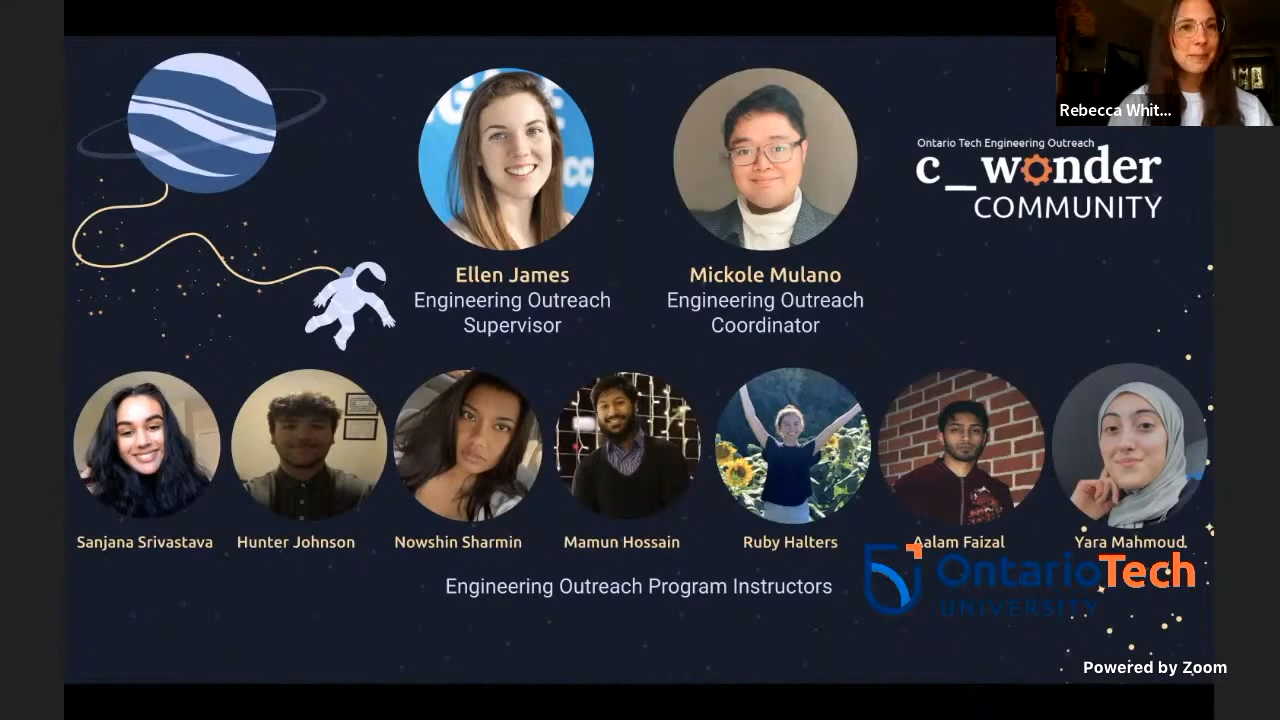 Rebecca Whit...
Ontario Tech Engineering Outreach
c_wonder
COMMUNITY
Ellen James
Engineering Outreach
Supervisor
Mickole Mulano
Engineering Outreach
Coordinator
Sanjana Srivastava
Hunter Johnson
Nowshin Sharmin
Mamun Hossain
Ruby Halters
Aalam Faizal
Yara Mahmoud
Engineering Outreach Program Instructors
OntarioTech
UNIVERSITY
Powered by Zoom